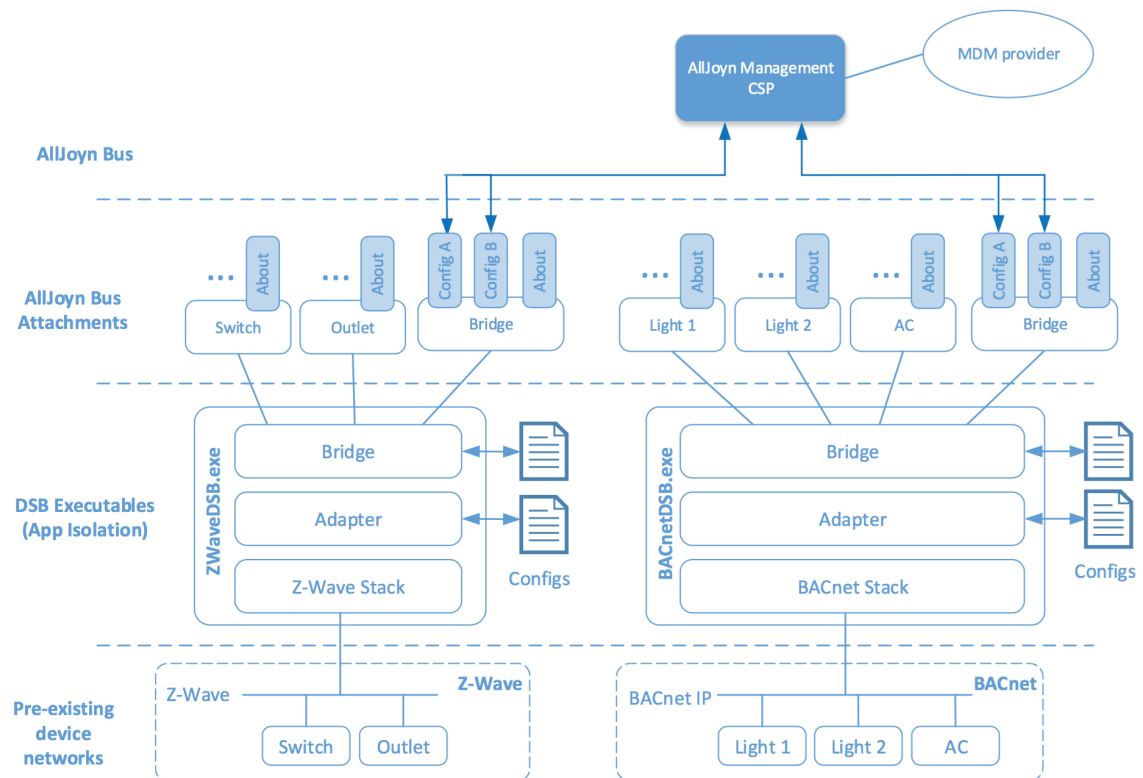 AllJoyn Management
CSP
MDM provider
AllJoyn Bus
AllJoyn Bus
Attachments
...
About
Switch
...
About
Outlet
Config A
Config B
About
Bridge
...
About
Light 1
...
About
Light 2
...
About
AC
Config A
Config B
About
Bridge
DSB Executables
(App Isolation)
ZWaveDSB.exe
Bridge
Adapter
Z-Wave Stack
Configs
BACnetDSB.exe
Bridge
Adapter
BACnet Stack
Configs
Pre-existing
device
networks
Z-Wave
Z-Wave
Switch
Outlet
BACnet IP
BACnet
Light 1
Light 2
AC